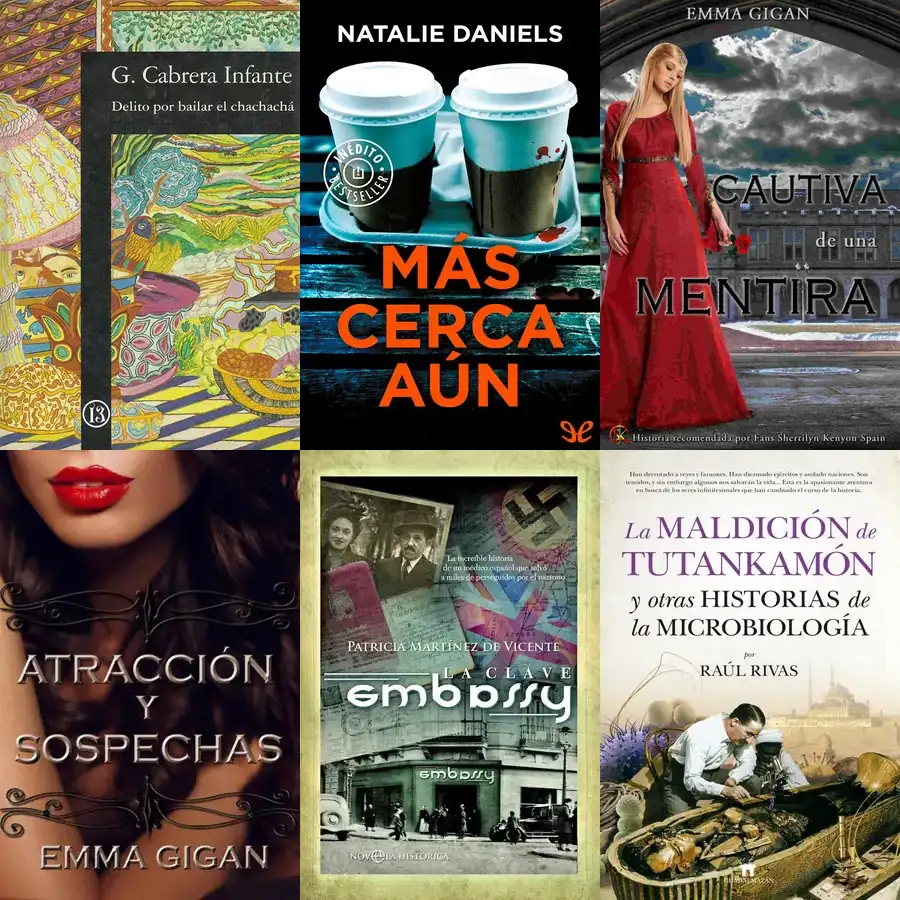 G. Cabrera Infante
Delito por bailar el chachachá
13
NATALIE DANIELS
INÉDITO
BESTSELLER
MÁS
CERCA
AÚN
EMMA GIGAN
CAUTIVA
de una
MENTIRA
Historia recomendada por Fans Sherrilyn Kenyon Spain
ATRACCIÓN
Y
SOSPECHAS
EMMA GIGAN
La increíble historia
de un médico español que salvó
a miles de perseguidos por el nazismo
PATRICIA MARTÍNEZ DE VICENTE
LA CLAVE
embassy
embassy
NOVELA HISTÓRICA
Han derrotado a reyes y faraones. Han diezmado ejércitos y asolado naciones. Son
temidos, y sin embargo algunos nos salvarán la vida... Esta es la apasionante aventura
en busca de los seres infinitesimales que han cambiado el curso de la historia.
La MALDICIÓN de
TUTANKAMÓN
y otras HISTORIAS de
la MICROBIOLOGÍA
por
RAÚL RIVAS
GUADALMAZÁN